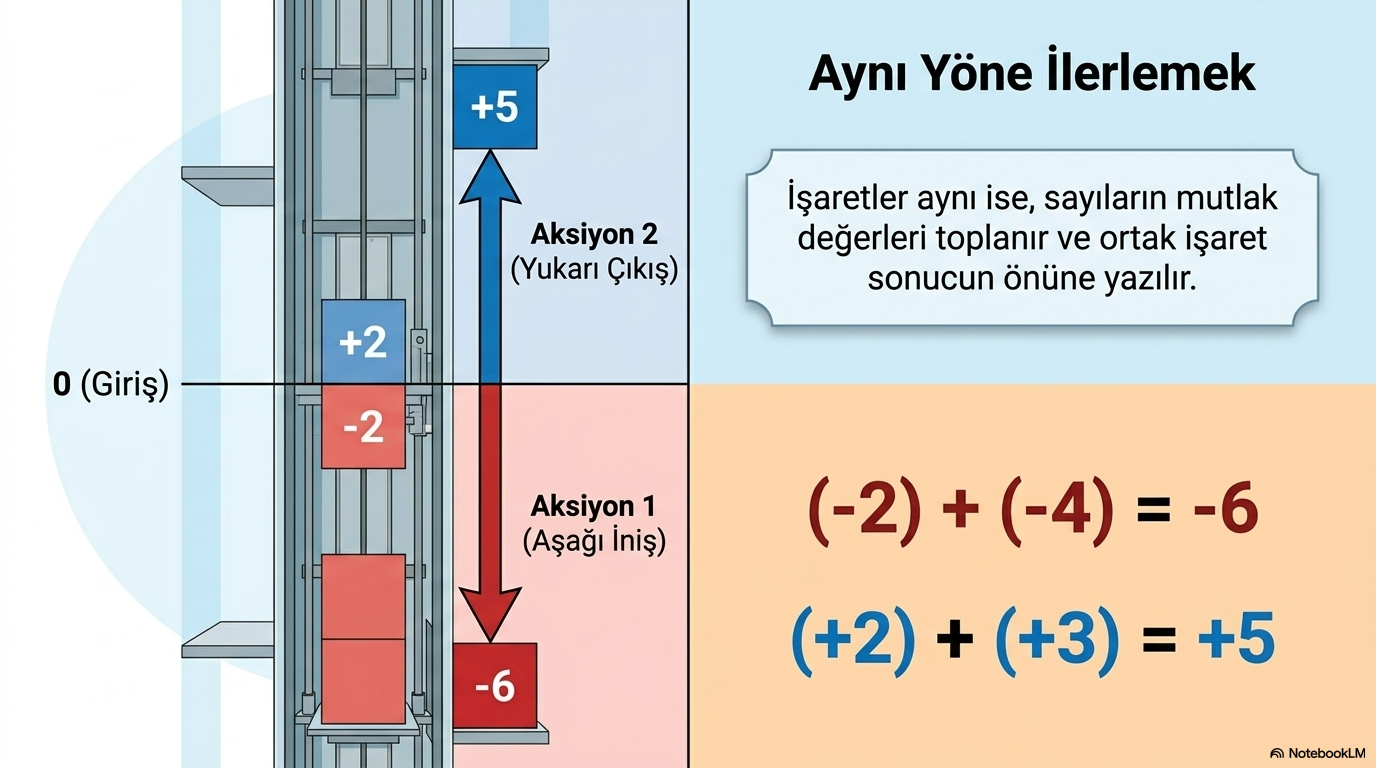 +5
Aksiyon 2
(Yukarı Çıkış)
+2
0 (Giriş)
-2
Aksiyon 1
(Aşağı İniş)
-6
Aynı Yöne İlerlemek
İşaretler aynı ise, sayıların mutlak
değerleri toplanır ve ortak işaret
sonucun önüne yazılır.
(-2) + (-4) = -6
(+2) + (+3) = +5
NotebookLM